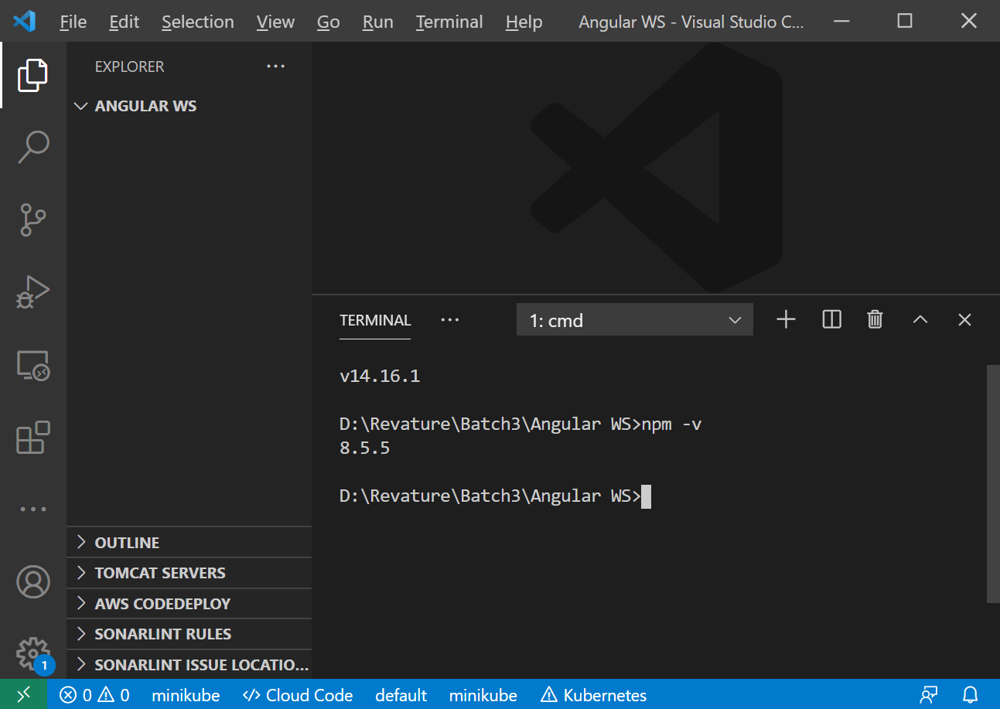 File Edit Selection View Go Run Terminal Help Angular WS - Visual Studio C...
EXPLORER
ANGULAR WS
OUTLINE
TOMCAT SERVERS
AWS CODEDEPLOY
SONARLINT RULES
SONARLINT ISSUE LOCATIO...
TERMINAL 1: cmd
v14.16.1
D:\Revature\Batch3\Angular WS>npm -v
8.5.5
D:\Revature\Batch3\Angular WS>
1
0 0 minikube Cloud Code default minikube Kubernetes